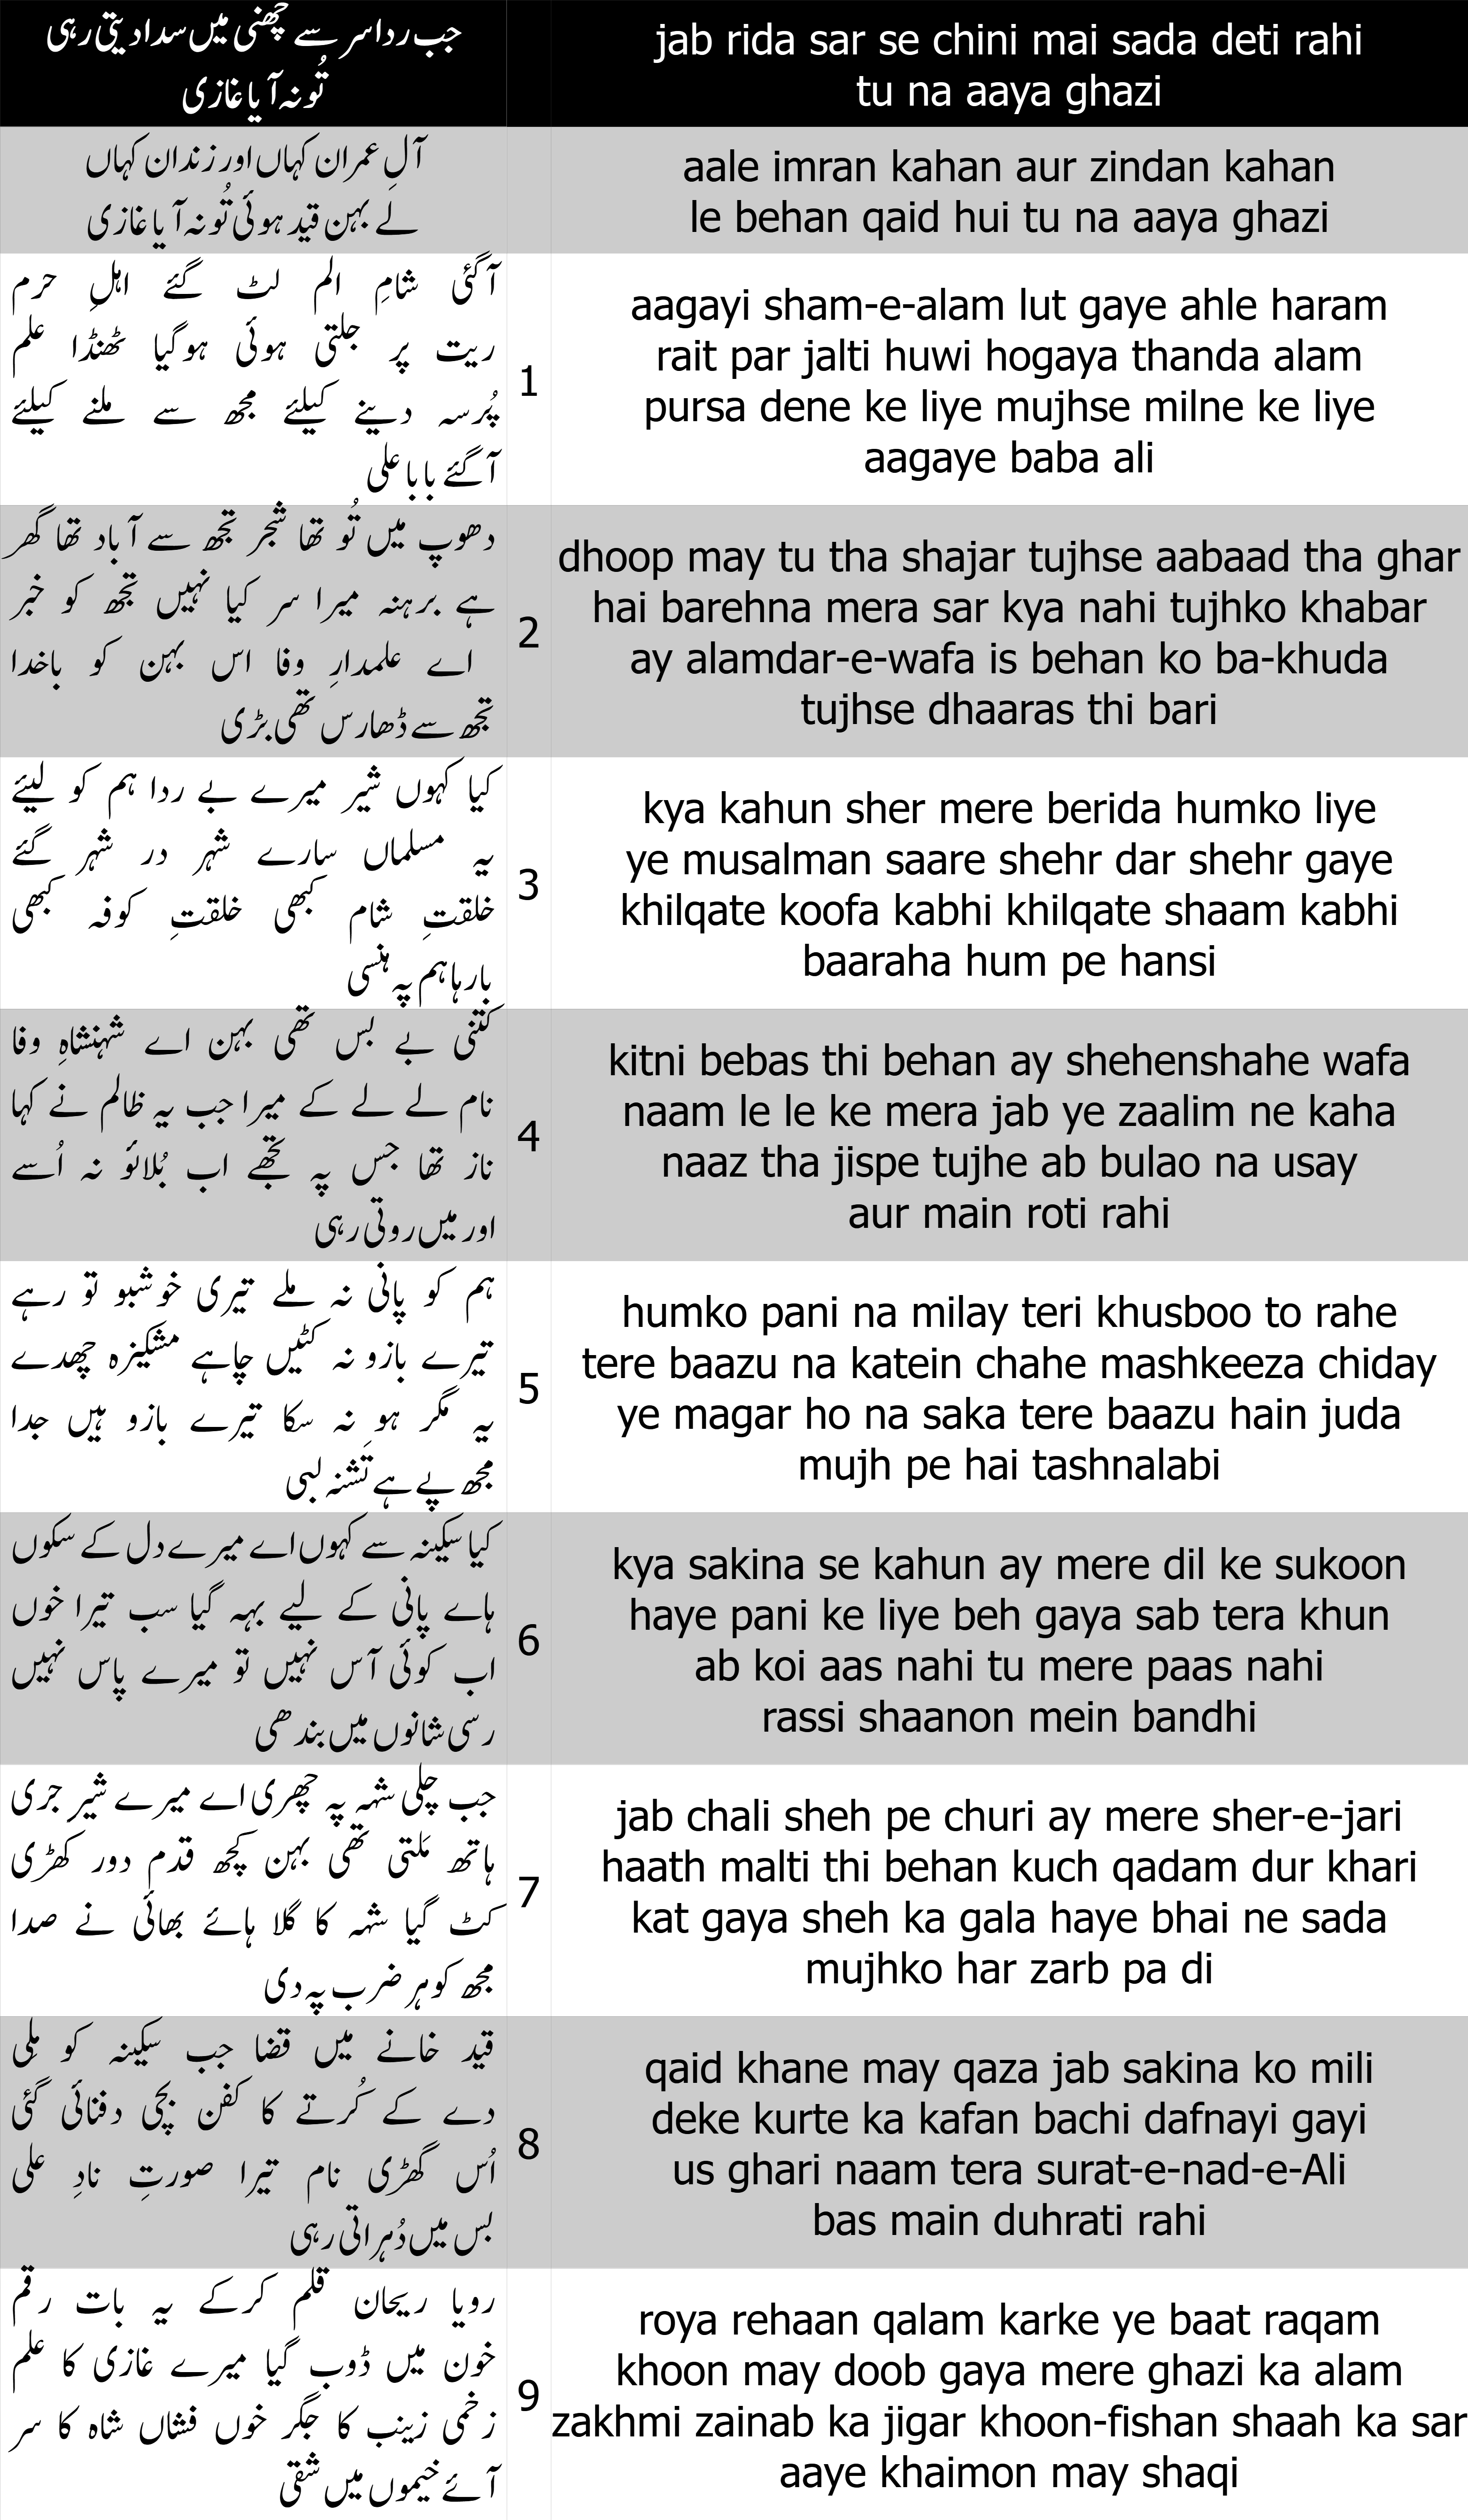 جب ردا سر سے چھنی میں سدا دیتی رہی
تُو نہ آیا غازی
jab rida sar se chini mai sada deti rahi
tu na aaya ghazi
آلِ عمران کہاں اور زندان کہاں
لے بہن قید ہوئی تُو نہ آیا غازی
aale imran kahan aur zindan kahan
le behan qaid hui tu na aaya ghazi
آگئی شامِ الم لٹ گئے اہلِ حرم
ریت پر جلتی ہوئی ہوگیا ٹھنڈا علم
پُرسہ دینے کیلئے مجھ سے ملنے کیلئے
آگئے بابا علی
1
aagayi sham-e-alam lut gaye ahle haram
rait par jalti huwi hogaya thanda alam
pursa dene ke liye mujhse milne ke liye
aagaye baba ali
دھوپ میں تُو تھا شجر تجھ سے آباد تھا گھر
ہے برہنہ میرا سر کیا نہیں تجھ کو خبر
اے علمدارِ وفا اس بہن کو باخدا
تجھ سے ڈھارس تھی بڑی
2
dhoop may tu tha shajar tujhse aabaad tha ghar
hai barehna mera sar kya nahi tujhko khabar
ay alamdar-e-wafa is behan ko ba-khuda
tujhse dhaaras thi bari
کیا کہوں شیر میرے بے ردا ہم کو لیئے
یہ مسلماں سارے شہر در شہر گئے
خلقتِ شام کبھی خلقتِ کوفہ کبھی
بارہا ہم پہ ہنسی
3
kya kahun sher mere berida humko liye
ye musalman saare shehr dar shehr gaye
khilqate koofa kabhi khilqate shaam kabhi
baaraha hum pe hansi
کتنی بے بس تھی بہن اے شہنشاہِ وفا
نام لے لے کے میرا جب یہ ظالم نے کہا
ناز تھا جس پہ تجھے اب بُلائو نہ اُسے
اور میں روتی رہی
4
kitni bebas thi behan ay shehenshahe wafa
naam le le ke mera jab ye zaalim ne kaha
naaz tha jispe tujhe ab bulao na usay
aur main roti rahi
ہم کو پانی نہ ملے تیری خوشبو تو رہے
تیرے بازو نہ کٹیں چاہے مشکیزہ چھدے
یہ مگر ہو نہ سکا تیرے بازو ہیں جدا
مجھ پے ہے تشنہ لبی
5
humko pani na milay teri khusboo to rahe
tere baazu na katein chahe mashkeeza chiday
ye magar ho na saka tere baazu hain juda
mujh pe hai tashnalabi
کیا سکینہ سے کہوں اے میرے دل کے سکوں
ہاے پانی کے لیے بہہ گیا سب تیرا خوں
اب کوئی آس نہیں تو میرے پاس نہیں
رسی شانوں میں بندھی
6
kya sakina se kahun ay mere dil ke sukoon
haye pani ke liye beh gaya sab tera khun
ab koi aas nahi tu mere paas nahi
rassi shaanon mein bandhi
جب چلی شہہ پہ چھری اے میرے شیرِ جری
ہاتھ مَلتی تھی بہن کچھ قدم دور کھڑی
کٹ گیا شہہ کا گلا ہائے بھائی نے صدا
مجھ کو ہر ضرب پہ دی
7
jab chali sheh pe churi ay mere sher-e-jari
haath malti thi behan kuch qadam dur khari
kat gaya sheh ka gala haye bhai ne sada
mujhko har zarb pa di
قید خانے میں قضا جب سکینہ کو مِلی
دے کے کُرتے کا کفن بچی دفنائی گئی
اُس گھڑی نام تیرا صورتِ نادِ علی
بس میں دُہراتی رہی
8
qaid khane may qaza jab sakina ko mili
deke kurte ka kafan bachi dafnayi gayi
us ghari naam tera surat-e-nad-e-Ali
bas main duhrati rahi
رویا ریحان قلم کرکے یہ بات رقم
خون میں ڈوب گیا میرے غازی کا علم
زخمی زینب کا جگر خوں فشاں شاہ کا سر
آئے خیموں میں شقی
9
roya rehaan qalam karke ye baat raqam
khoon may doob gaya mere ghazi ka alam
zakhmi zainab ka jigar khoon-fishan shaah ka sar
aaye khaimon may shaqi